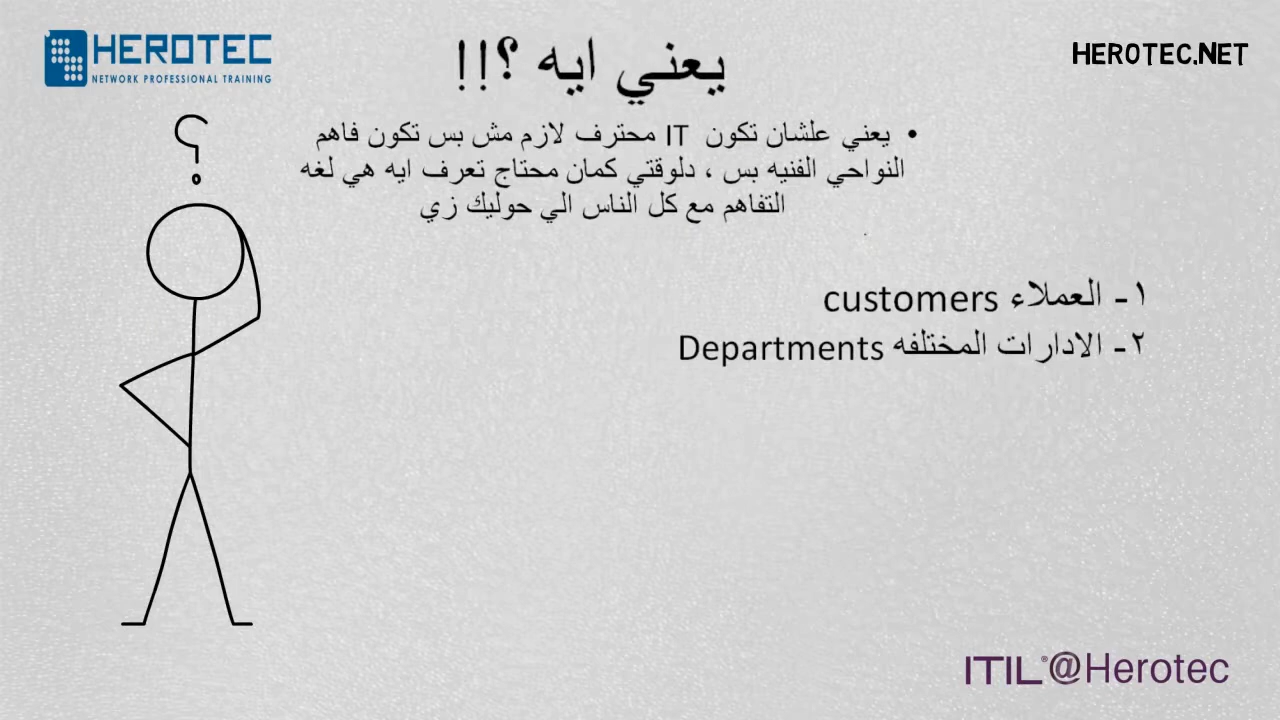 HEROTEC
NETWORK PROFESSIONAL TRAINING
HEROTEC.NET
يعني ايه ؟!!
• يعني علشان تكون IT محترف لازم مش بس تكون فاهم
النواحي الفنيه بس ، دلوقتي كمان محتاج تعرف ايه هي لغه
التفاهم مع كل الناس الي حوليك زي
؟
١- العملاء customers
٢- الادارات المختلفه Departments
ITIL®@Herotec